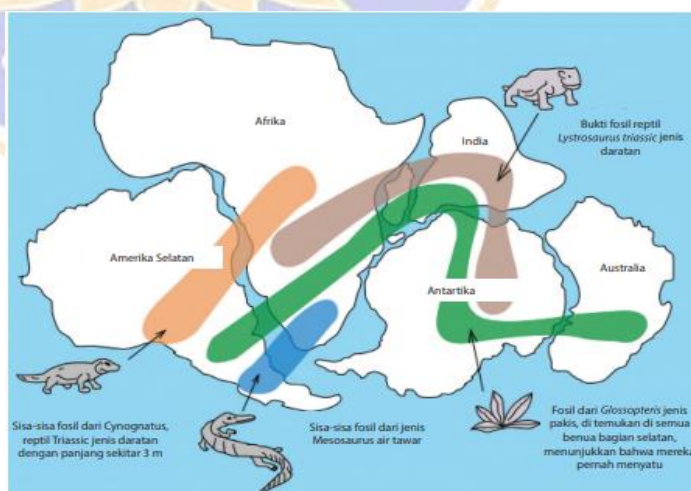 Afrika
India
Bukti fosil reptil
Lystrosaurus triassic jenis
daratan
Amerika Selatan
Antartika
Australia
Sisa-sisa fosil dari Cynognatus,
reptil Triassic jenis daratan
dengan panjang sekitar 3 m
Sisa-sisa fosil dari jenis
Mesosaurus air tawar
Fosil dari Glossopteris jenis
pakis, di temukan di semua
benua bagian selatan,
menunjukkan bahwa mereka
pernah menyatu